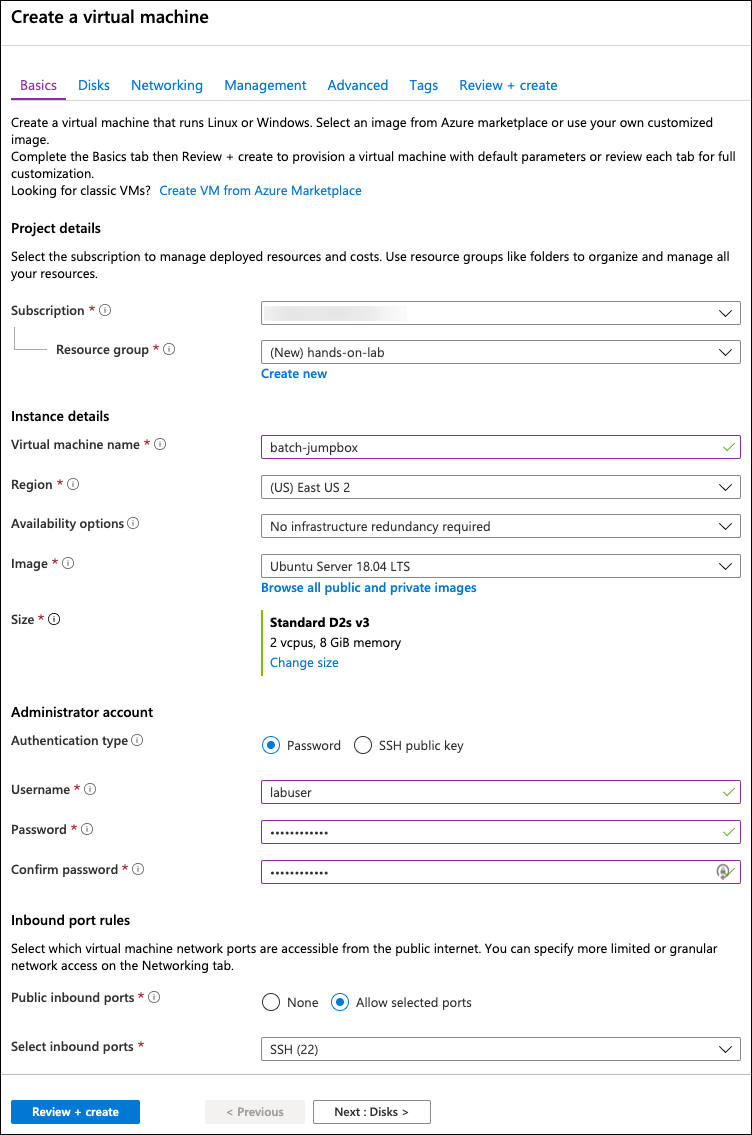 Create a virtual machine
Basics Disks Networking Management Advanced Tags Review + create
Create a virtual machine that runs Linux or Windows. Select an image from Azure marketplace or use your own customized
image.
Complete the Basics tab then Review + create to provision a virtual machine with default parameters or review each tab for full
customization.
Looking for classic VMs? Create VM from Azure Marketplace
Project details
Select the subscription to manage deployed resources and costs. Use resource groups like folders to organize and manage all
your resources.
Subscription *
Resource group * (New) hands-on-lab
Create new
Instance details
Virtual machine name * batch-jumpbox
Region * (US) East US 2
Availability options No infrastructure redundancy required
Image * Ubuntu Server 18.04 LTS
Browse all public and private images
Size * Standard D2s v3
2 vcpus, 8 GiB memory
Change size
Administrator account
Authentication type Password SSH public key
Username * labuser
Password * ••••••••••••
Confirm password * ••••••••••••
Inbound port rules
Select which virtual machine network ports are accessible from the public internet. You can specify more limited or granular
network access on the Networking tab.
Public inbound ports * None Allow selected ports
Select inbound ports * SSH (22)
Review + create < Previous Next : Disks >